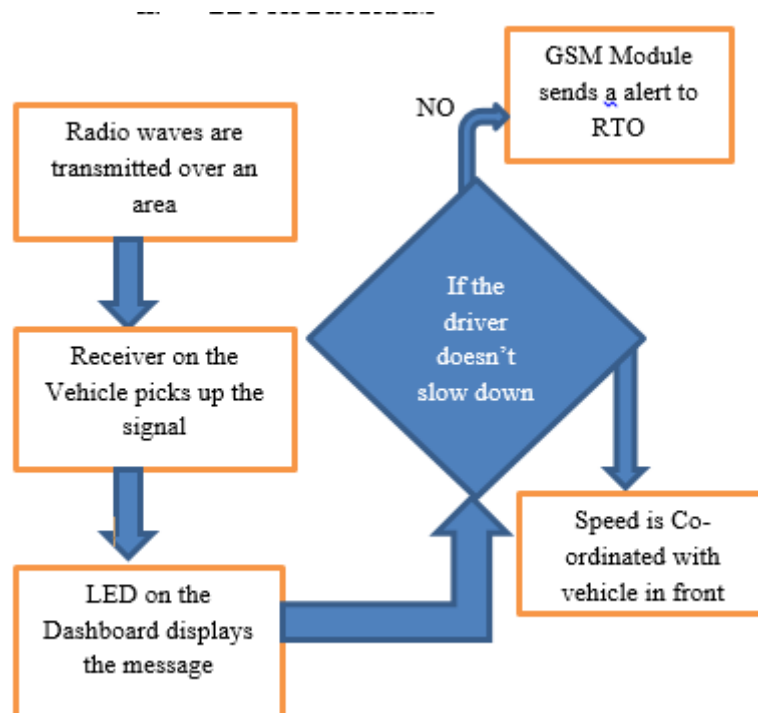 Radio waves are
transmitted over an
area
Receiver on the
Vehicle picks up the
signal
LED on the
Dashboard displays
the message
If the
driver
doesn't
slow down
NO
GSM Module
sends a alert to
RTO
Speed is Co-
ordinated with
vehicle in front